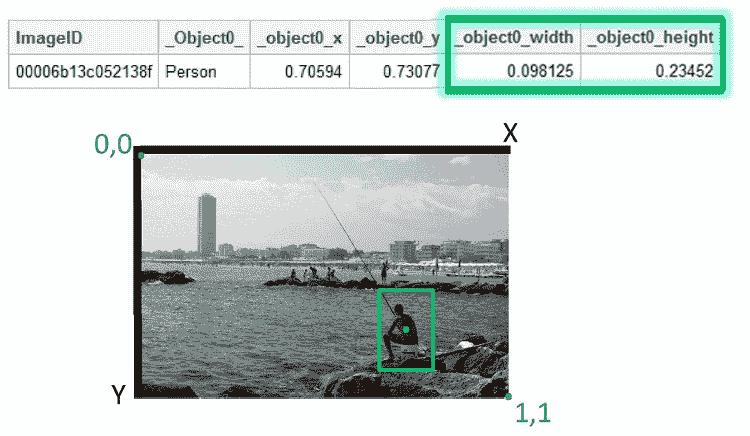 ImageID _Object0_ _object0_x _object0_y _object0_width _object0_height
00006b13c052138f Person 0.70594 0.73077 0.098125 0.23452
0,0 X
Y
1,1